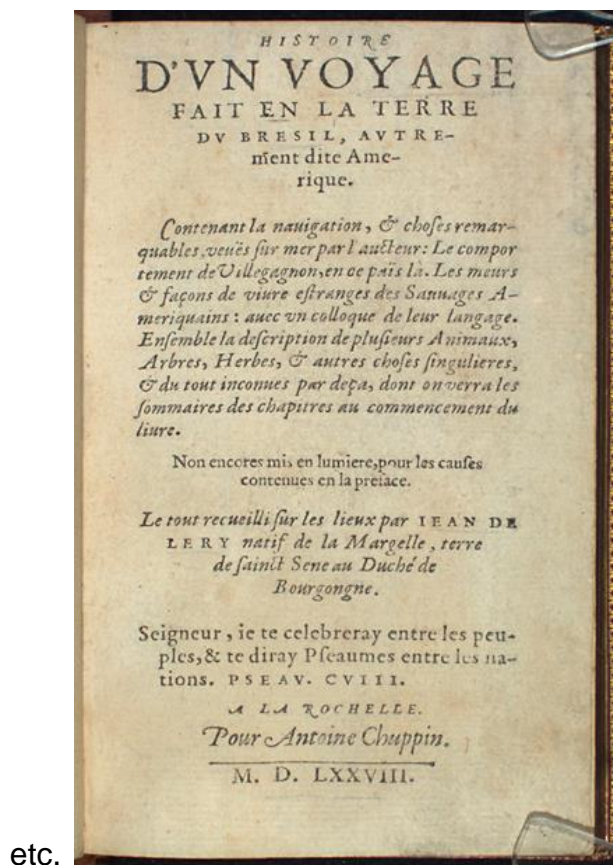 HISTOIRE
D'VN VOYAGE
FAIT EN LA TERRE
DV BRESIL, AVTRE-
ment dite Ame-
rique.
Contenant la nauigation, & choſes remar-
quables, veuës ſur mer par l'aucteur: Le compor
tement de Villegagnon, en ce païs là. Les meurs
& façons de viure eſtranges des Sauuages A-
meriquains: auec vn colloque de leur langage.
Enſemble la deſcription de pluſieurs Animaux,
Arbres, Herbes, & autres choſes ſingulieres,
& du tout inconues par deça, dont on verra les
ſommaires des chapitres au commencement du
liure.
Non encores mis en lumiere, pour les cauſes
contenues en la preface.
Le tout recueilli ſur les lieux par IEAN DE
LERY natif de la Margelle, terre
de ſainct Sene au Duché de
Bourgongne.
Seigneur, ie te celebreray entre les peu-
ples, & te diray Pſeaumes entre les na-
tions. PSEAV. CVIII.
A LA ROCHELLE.
Pour Antoine Chuppin.
M. D. LXXVIII.
etc.